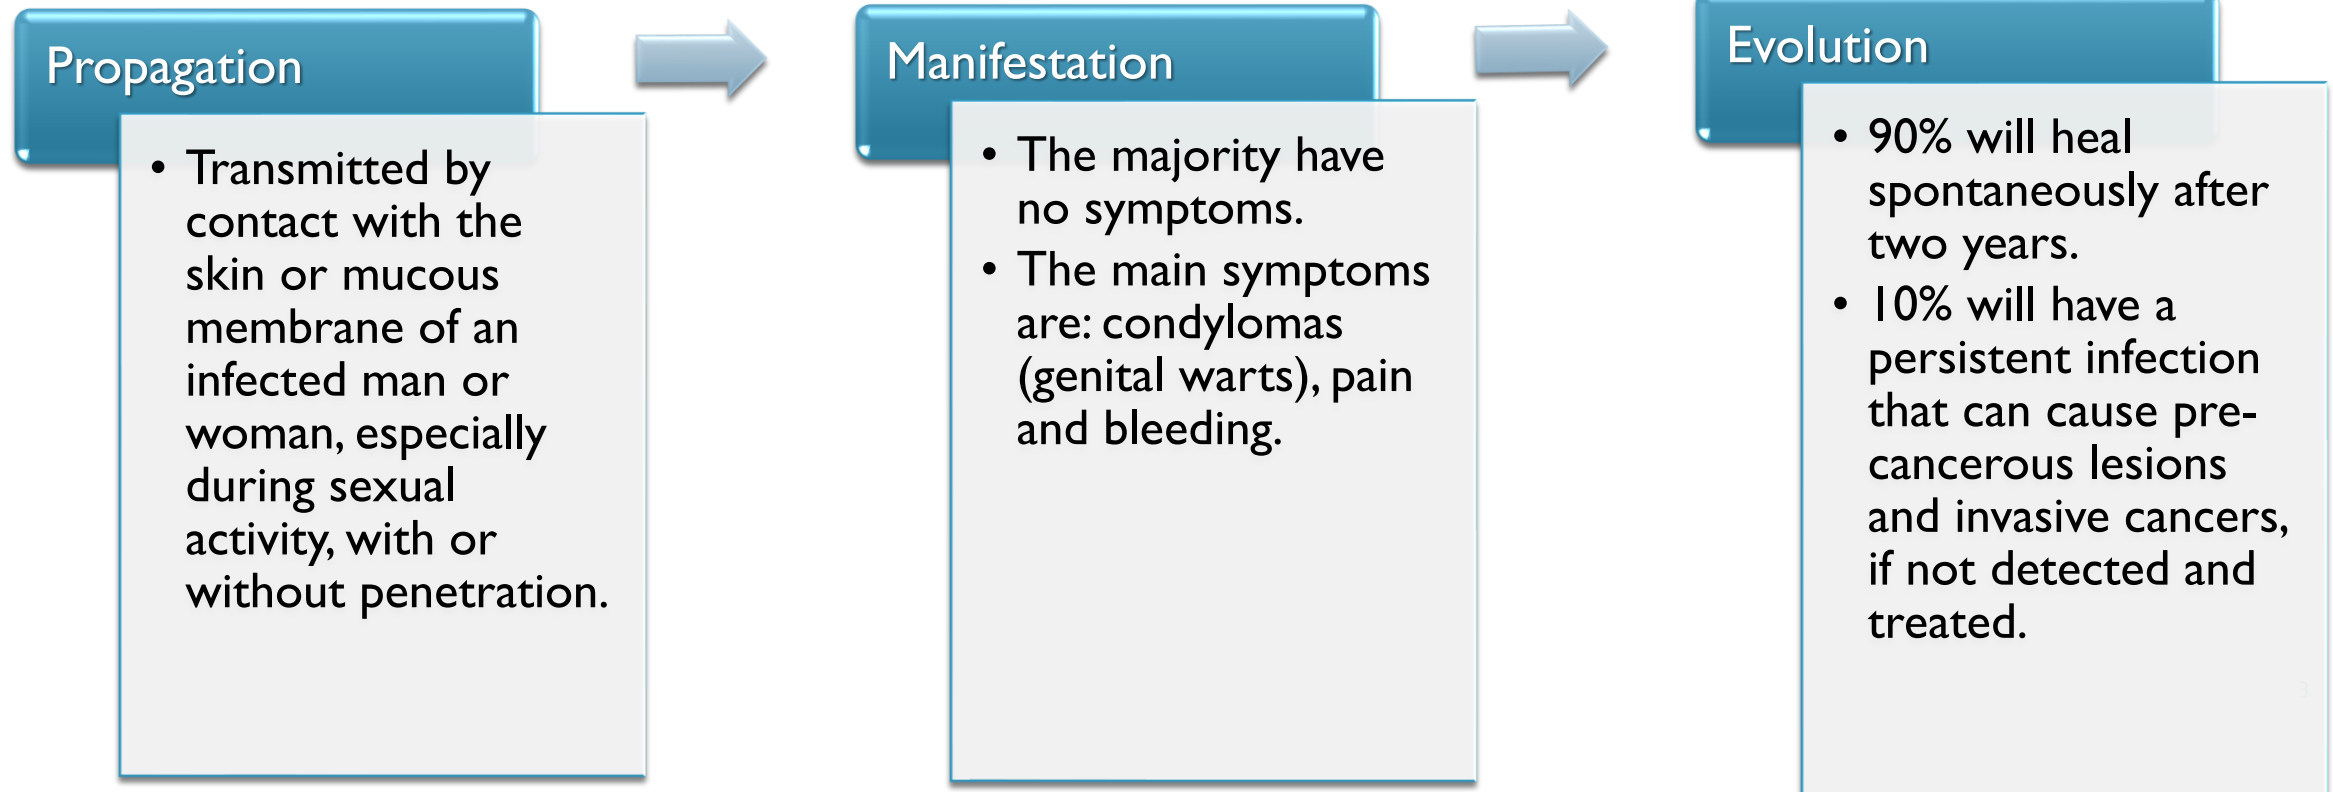 Propagation
• Transmitted by
contact with the
skin or mucous
membrane of an
infected man or
woman, especially
during sexual
activity, with or
without penetration.
Manifestation
• The majority have
no symptoms.
• The main symptoms
are: condylomas
(genital warts), pain
and bleeding.
Evolution
• 90% will heal
spontaneously after
two years.
• 10% will have a
persistent infection
that can cause pre-
cancerous lesions
and invasive cancers,
if not detected and
treated.
3